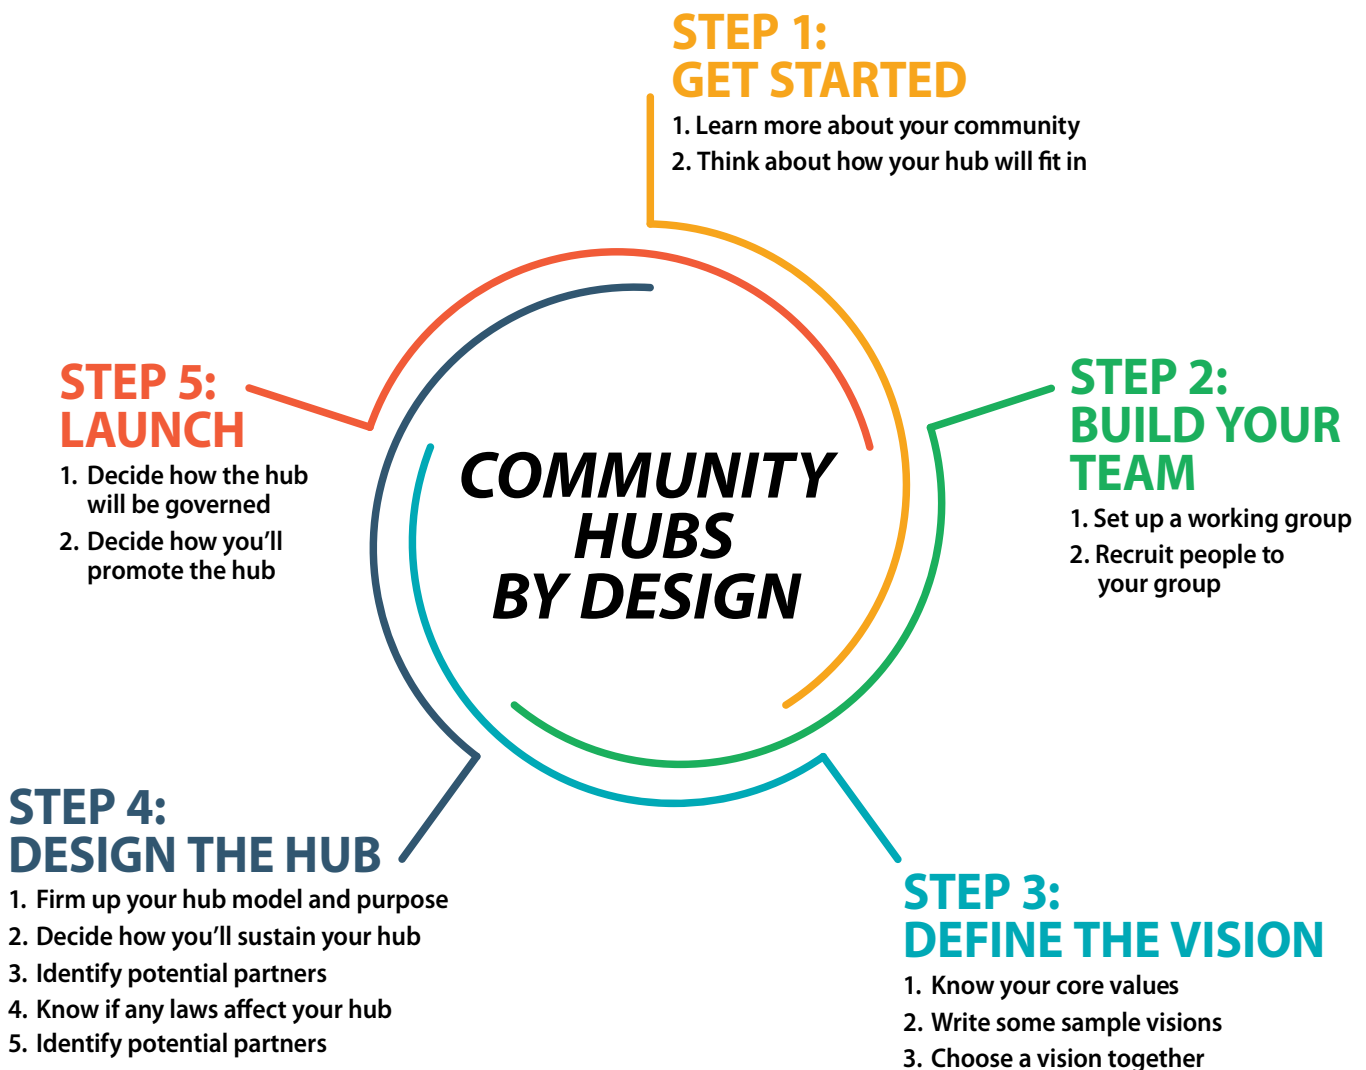 STEP 1:
GET STARTED
1. Learn more about your community
2. Think about how your hub will fit in
STEP 2:
BUILD YOUR
TEAM
1. Set up a working group
2. Recruit people to
your group
STEP 3:
DEFINE THE VISION
1. Know your core values
2. Write some sample visions
3. Choose a vision together
STEP 4:
DESIGN THE HUB
1. Firm up your hub model and purpose
2. Decide how you’ll sustain your hub
3. Identify potential partners
4. Know if any laws affect your hub
5. Identify potential partners
STEP 5:
LAUNCH
1. Decide how the hub
will be governed
2. Decide how you’ll
promote the hub
COMMUNITY
HUBS
BY DESIGN